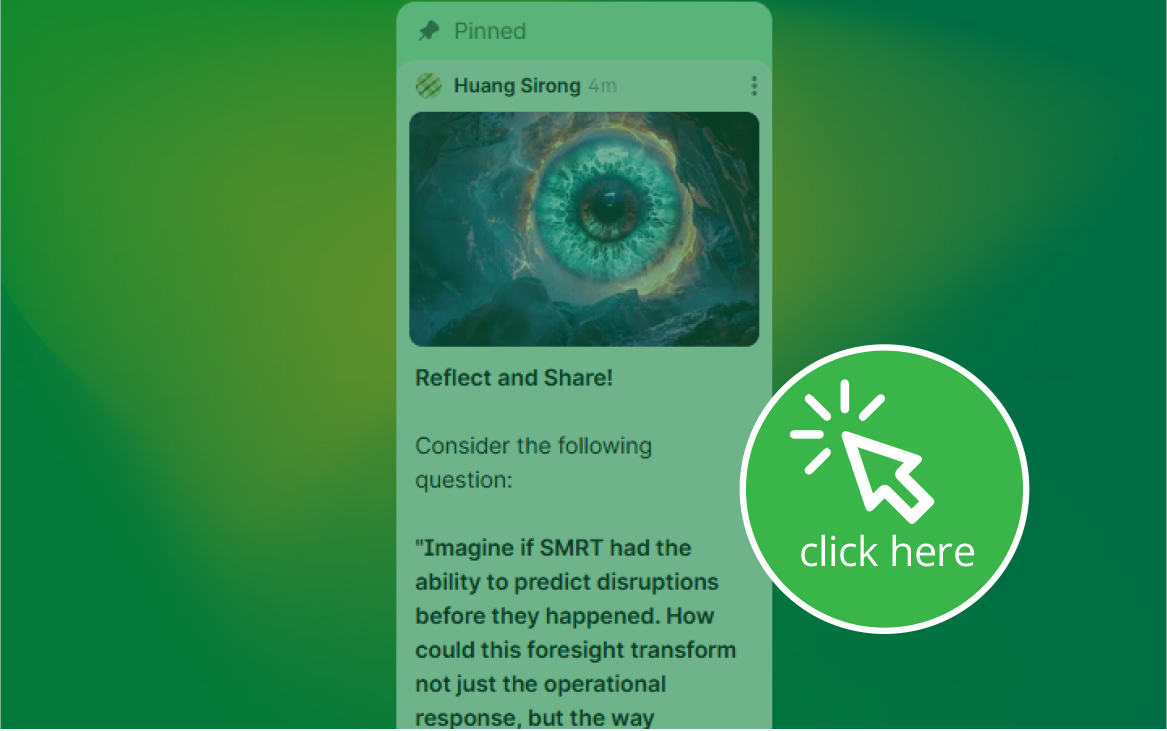 Pinned
Huang Sirong 4m
Reflect and Share!
Consider the following
question:
"Imagine if SMRT had the
ability to predict disruptions
before they happened. How
could this foresight transform
not just the operational
response, but the way
click here